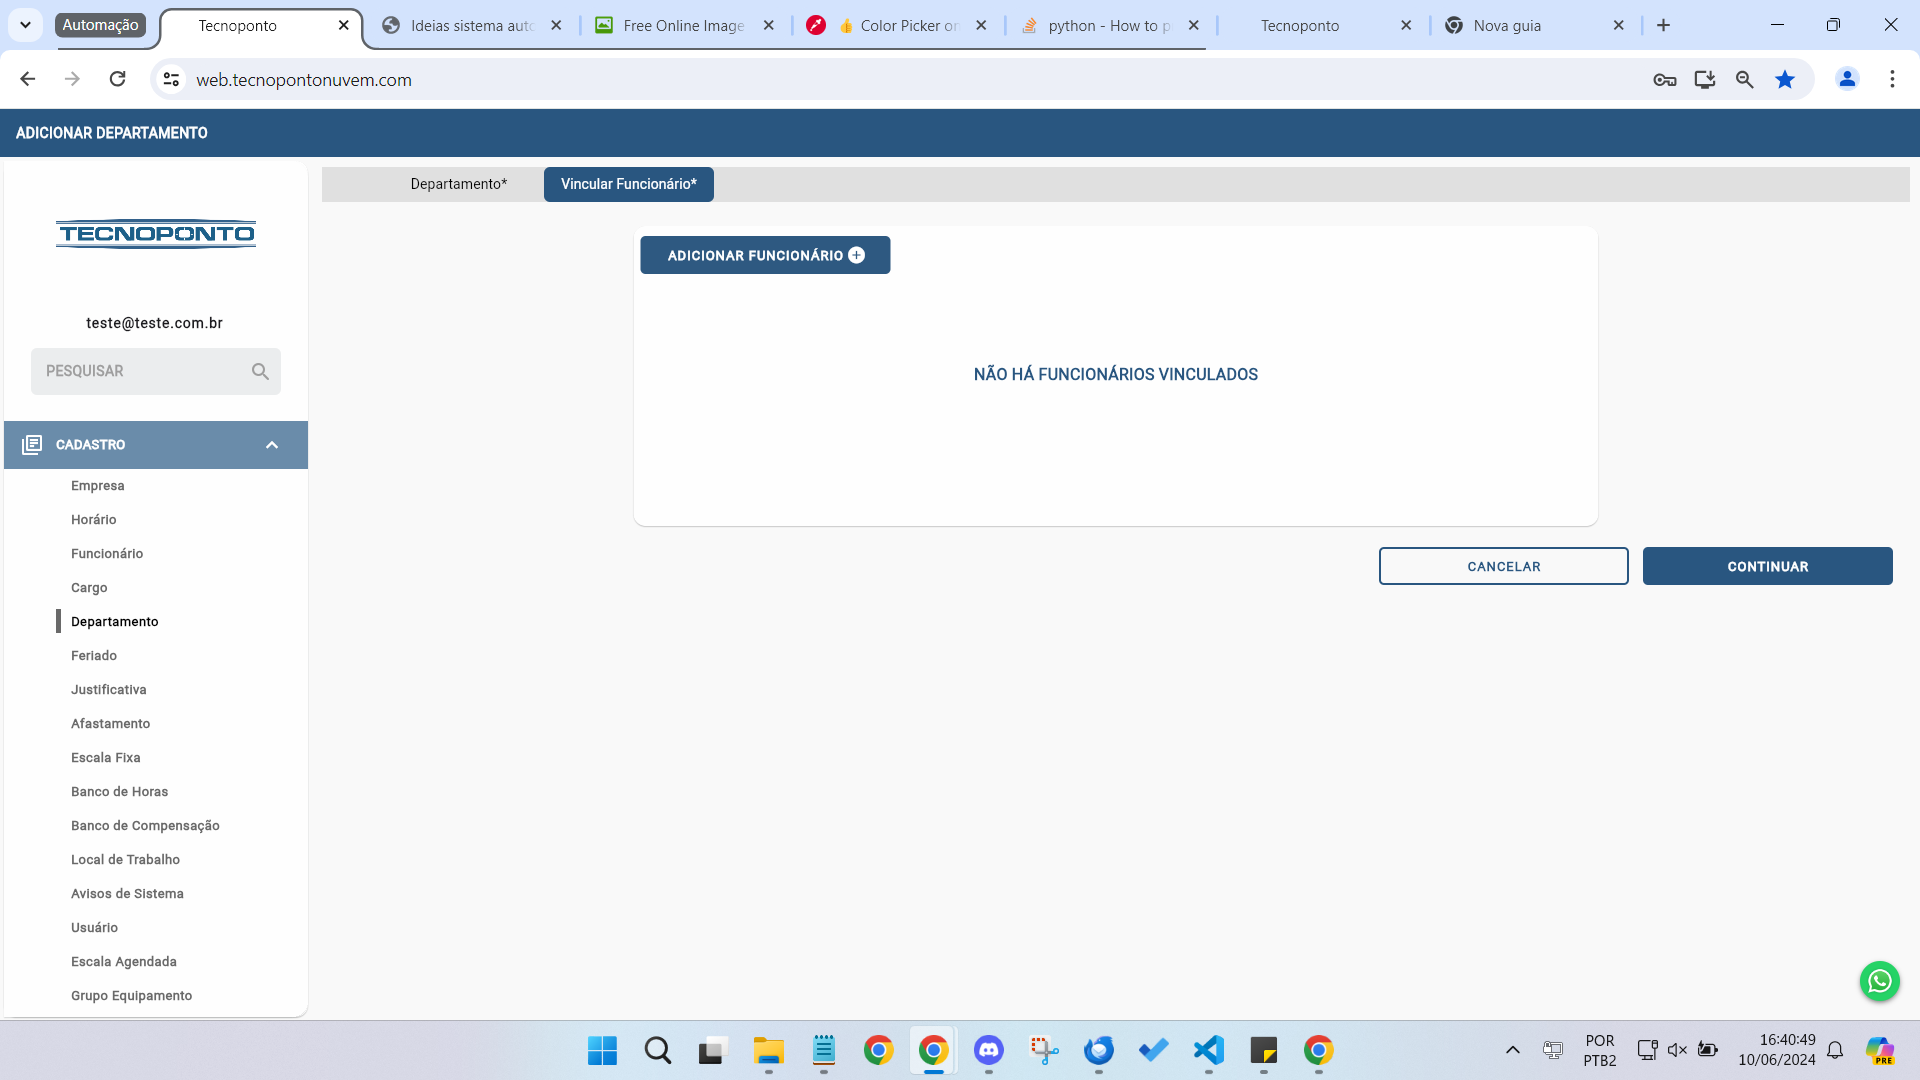 Automação
Tecnoponto
Ideias sistema auto
Free Online Image
Color Picker on
python - How to p
Tecnoponto
Nova guia
web.tecnopontonuvem.com
ADICIONAR DEPARTAMENTO
Departamento*
Vincular Funcionário*
TECNOPONTO
ADICIONAR FUNCIONÁRIO
teste@teste.com.br
PESQUISAR
NÃO HÁ FUNCIONÁRIOS VINCULADOS
CADASTRO
Empresa
Horário
Funcionário
CANCELAR
CONTINUAR
Cargo
Departamento
Feriado
Justificativa
Afastamento
Escala Fixa
Banco de Horas
Banco de Compensação
Local de Trabalho
Avisos de Sistema
Usuário
Escala Agendada
Grupo Equipamento
POR
PTB2
16:40:49
10/06/2024
PRE